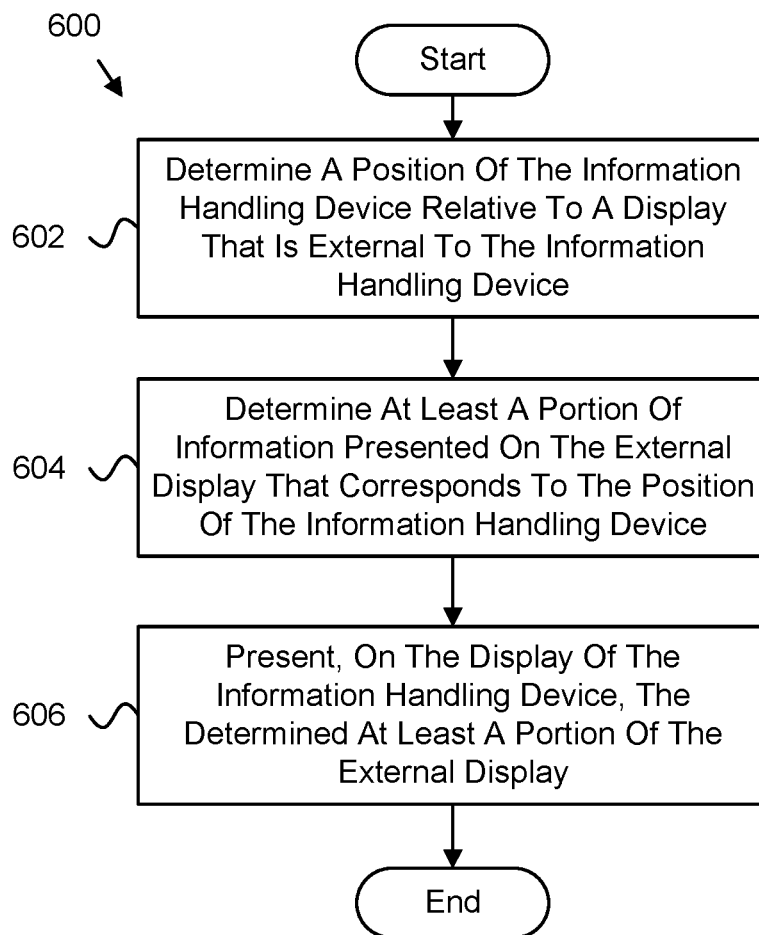 600
Start
Determine A Position Of The Information
Handling Device Relative To A Display
That Is External To The Information
Handling Device
602
Determine At Least A Portion Of
Information Presented On The External
Display That Corresponds To The Position
Of The Information Handling Device
604
Present, On The Display Of The
Information Handling Device, The
Determined At Least A Portion Of The
External Display
606
End